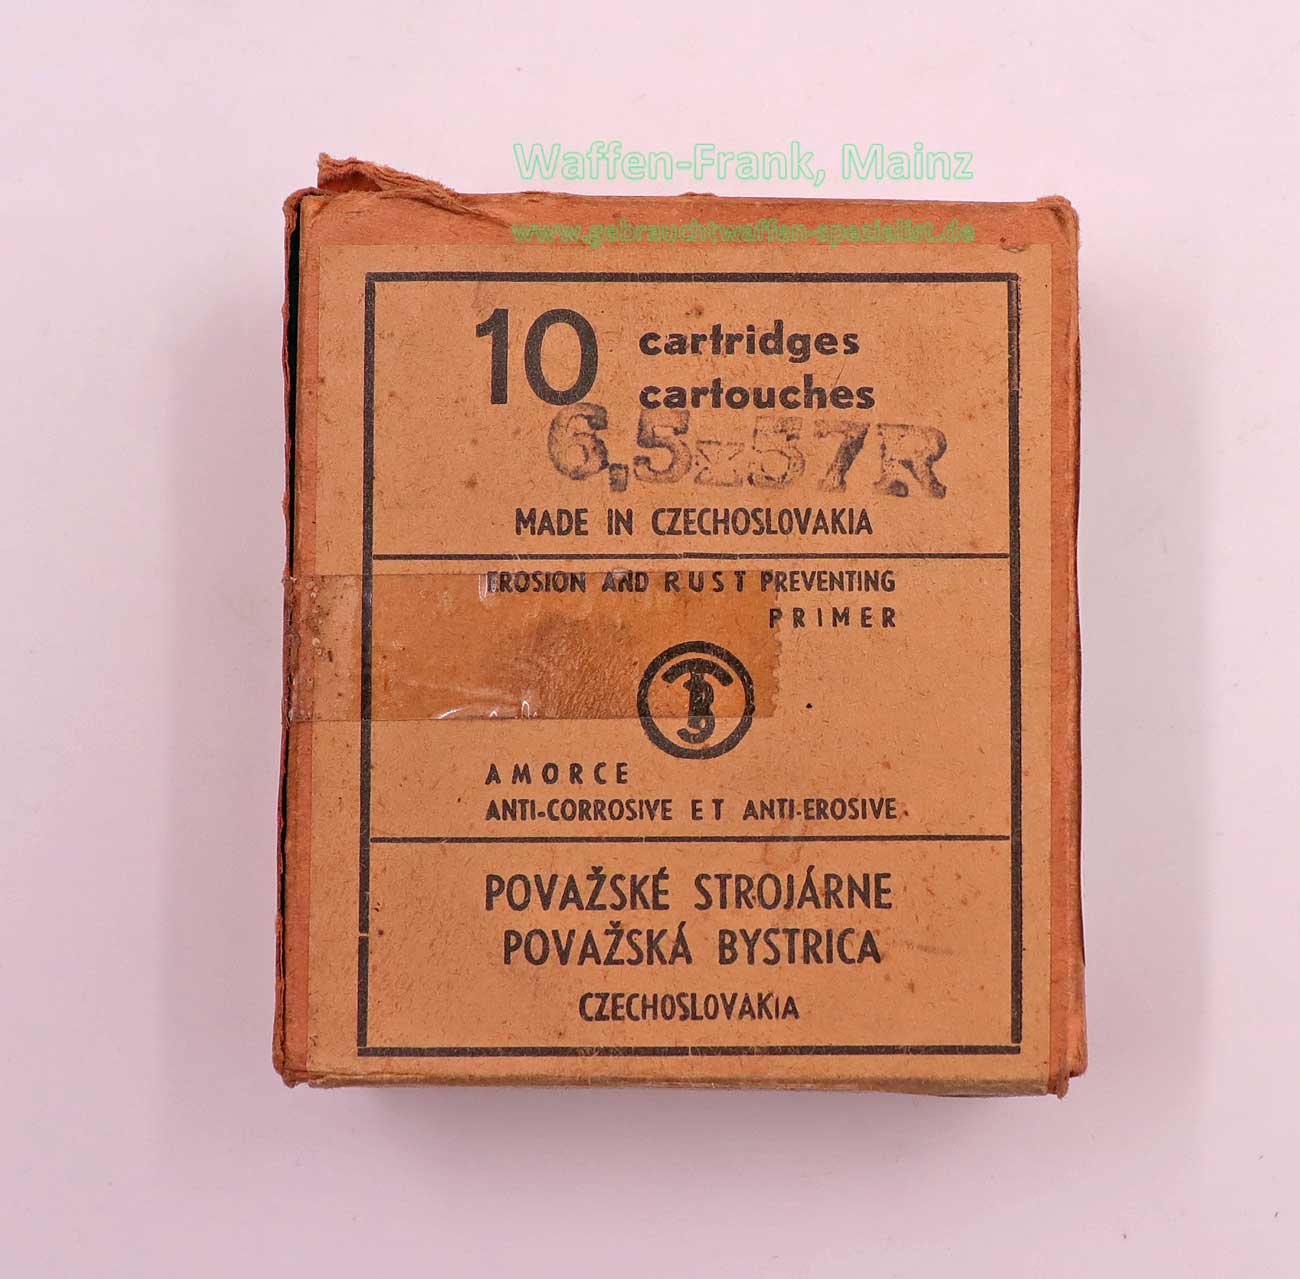 Waffen-Frank, Mainz
www.gebrauchtwaffen-spezialist.de
10 cartridges
cartouches
6,5x57R
MADE IN CZECHOSLOVAKIA
EROSION AND RUST PREVENTING
PRIMER
AMORCE
ANTI-CORROSIVE ET ANTI-EROSIVE
POVAŽSKÉ STROJÁRNE
POVAŽSKÁ BYSTRICA
CZECHOSLOVAKIA